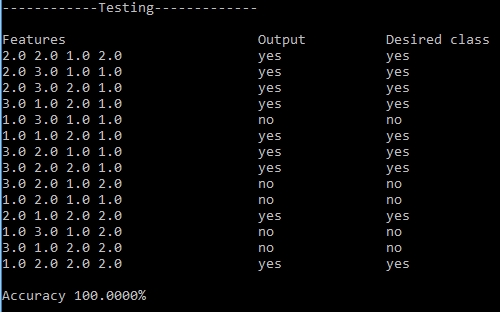 ------------Testing-------------
Features Output Desired class
2.0 2.0 1.0 2.0 yes yes
2.0 3.0 1.0 1.0 yes yes
2.0 3.0 2.0 1.0 yes yes
3.0 1.0 2.0 1.0 yes yes
1.0 3.0 1.0 1.0 no no
1.0 1.0 2.0 1.0 yes yes
3.0 2.0 2.0 1.0 yes yes
3.0 2.0 2.0 1.0 yes yes
3.0 2.0 1.0 2.0 no no
1.0 2.0 1.0 1.0 no no
2.0 1.0 2.0 2.0 yes yes
1.0 3.0 1.0 2.0 no no
3.0 1.0 2.0 2.0 no no
1.0 2.0 2.0 2.0 yes yes
Accuracy 100.0000%